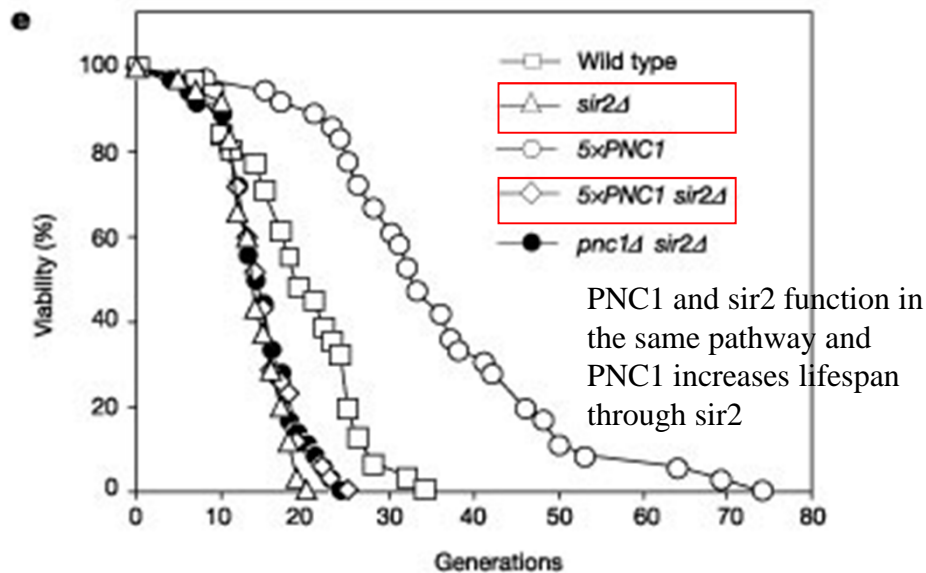 e
100
80
60
40
20
0
Viability (%)
0 10 20 30 40 50 60 70 80
Generations
Wild type
sir2Δ
5×PNC1
5×PNC1 sir2Δ
pnc1Δ sir2Δ
PNC1 and sir2 function in
the same pathway and
PNC1 increases lifespan
through sir2